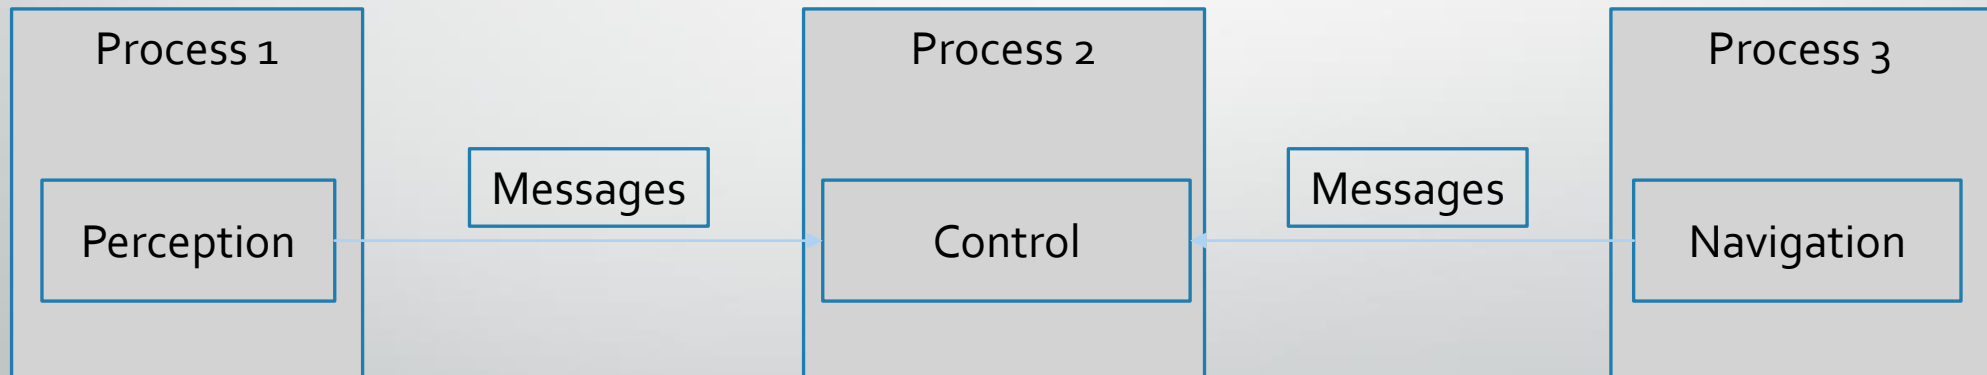 Process 1
Process 2
Process 3
Messages
Messages
Perception
Control
Navigation